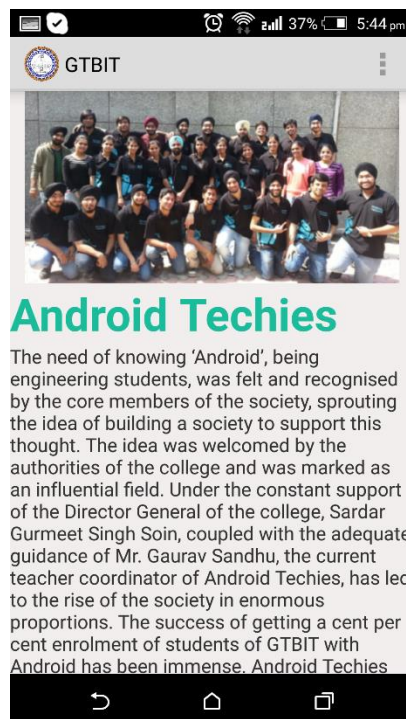 37% 5:44 pm
GTBIT
Android Techies
The need of knowing ‘Android’, being
engineering students, was felt and recognised
by the core members of the society, sprouting
the idea of building a society to support this
thought. The idea was welcomed by the
authorities of the college and was marked as
an influential field. Under the constant support
of the Director General of the college, Sardar
Gurmeet Singh Soin, coupled with the adequate
guidance of Mr. Gaurav Sandhu, the current
teacher coordinator of Android Techies, has led
to the rise of the society in enormous
proportions. The success of getting a cent per
cent enrolment of students of GTBIT with
Android has been immense. Android Techies